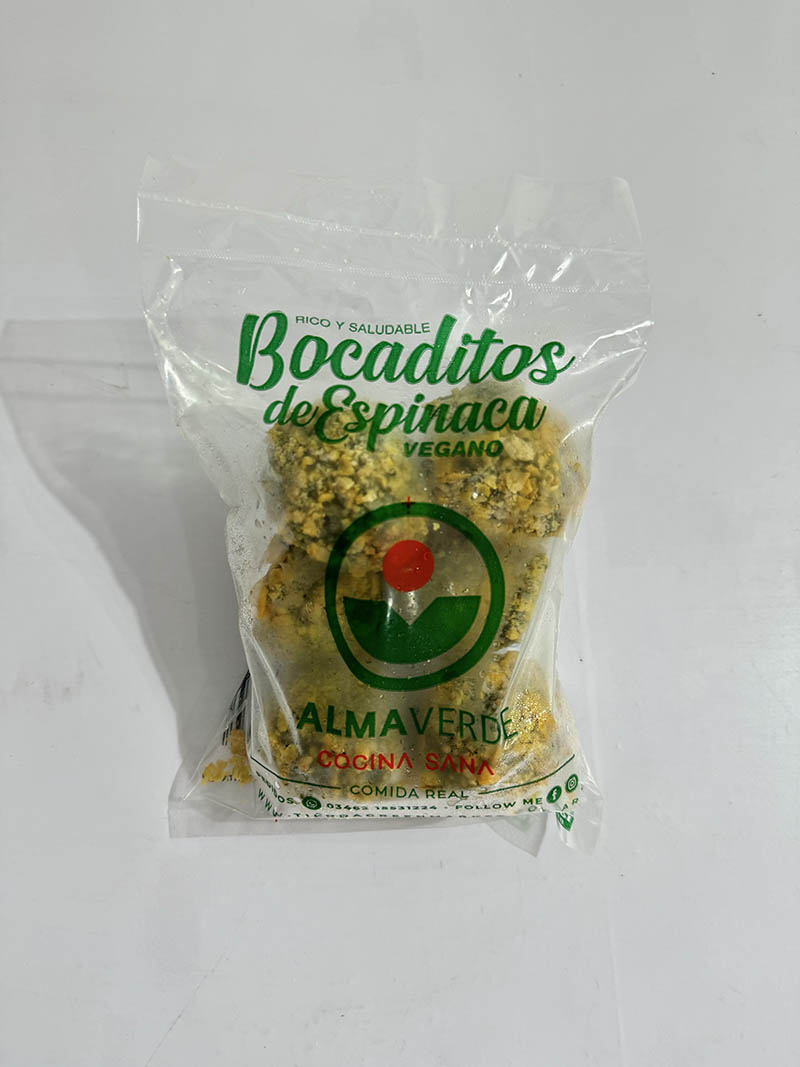 RICO Y SALUDABLE
Bocaditos
de Espinaca
VEGANO
ALMAVERDE
COCINA SANA
COMIDA REAL
FOLLOW ME